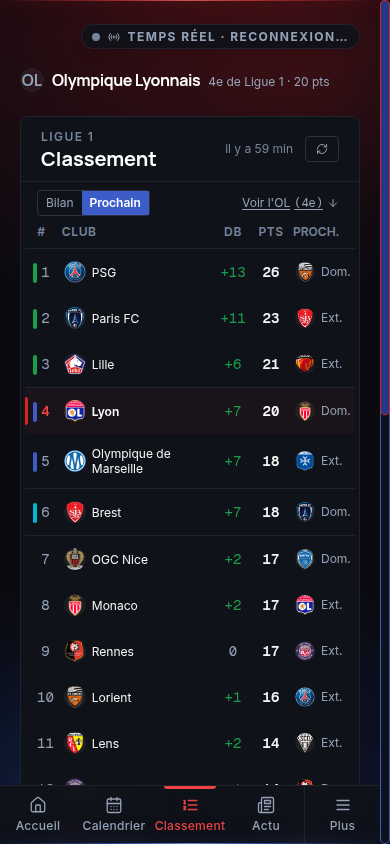 TEMPS RÉEL · RECONNEXION…
OL Olympique Lyonnais 4e de Ligue 1 · 20 pts
LIGUE 1
Classement
il y a 59 min
Bilan Prochain Voir l'OL (4e) ↓
# CLUB DB PTS PROCH.
1 PSG +13 26 Dom.
2 Paris FC +11 23 Ext.
3 Lille +6 21 Ext.
4 Lyon +7 20 Dom.
5 Olympique de Marseille +7 18 Ext.
6 Brest +7 18 Dom.
7 OGC Nice +2 17 Dom.
8 Monaco +2 17 Ext.
9 Rennes 0 17 Ext.
10 Lorient +1 16 Ext.
11 Lens +2 14 Ext.
Accueil Calendrier Classement Actu Plus